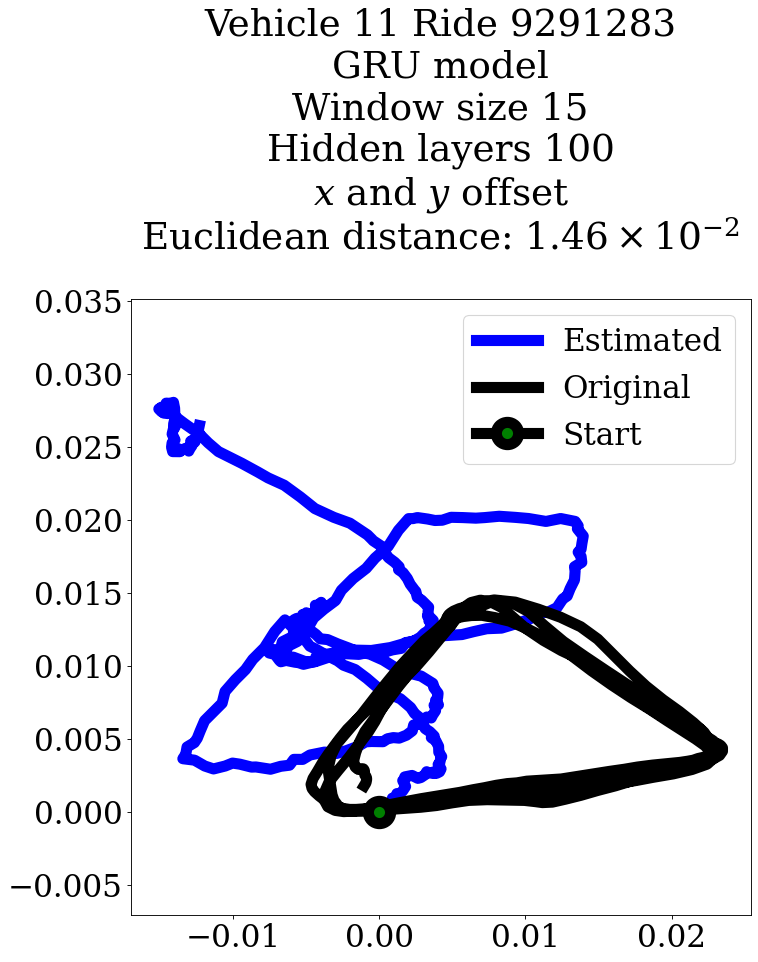 Vehicle 11 Ride 9291283
GRU model
Window size 15
Hidden layers 100
x and y offset
Euclidean distance: 1.46 × 10⁻²
0.035
0.030
0.025
0.020
0.015
0.010
0.005
0.000
−0.005
Estimated
Original
Start
−0.01 0.00 0.01 0.02